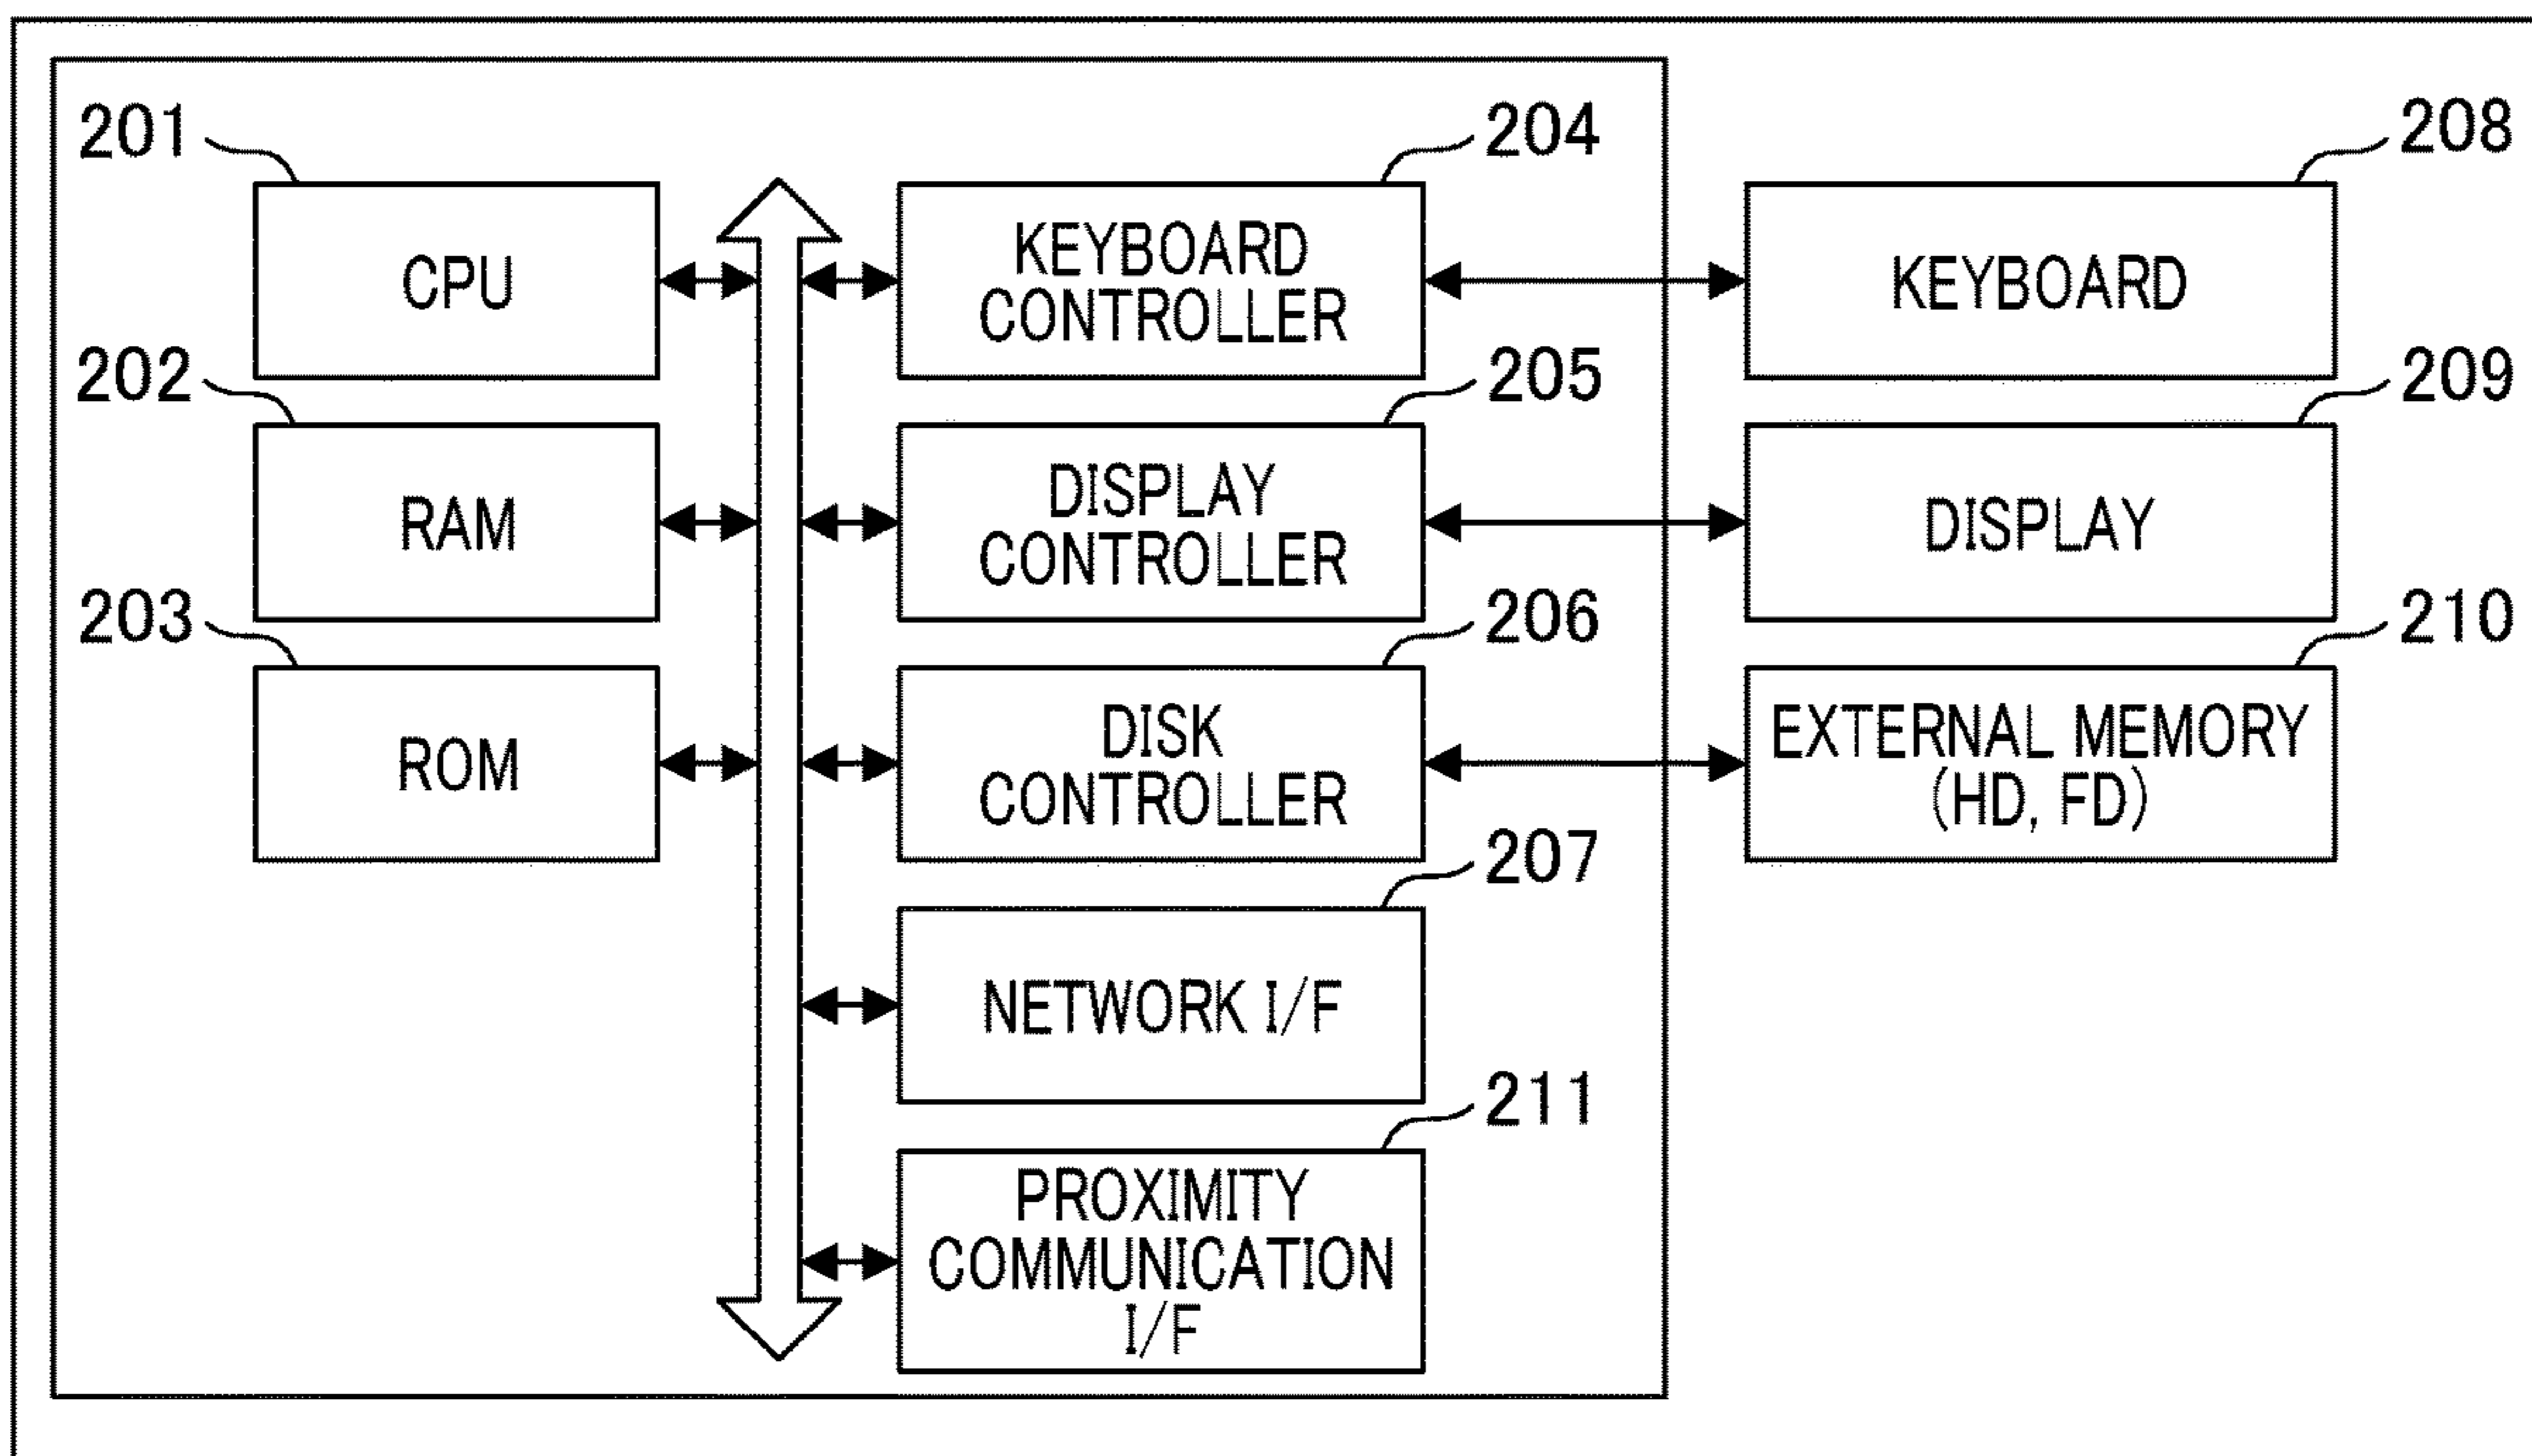 201
CPU
202
RAM
203
ROM
204
KEYBOARD
CONTROLLER
205
DISPLAY
CONTROLLER
206
DISK
CONTROLLER
207
NETWORK I/F
211
PROXIMITY
COMMUNICATION
I/F
208
KEYBOARD
209
DISPLAY
210
EXTERNAL MEMORY
(HD, FD)